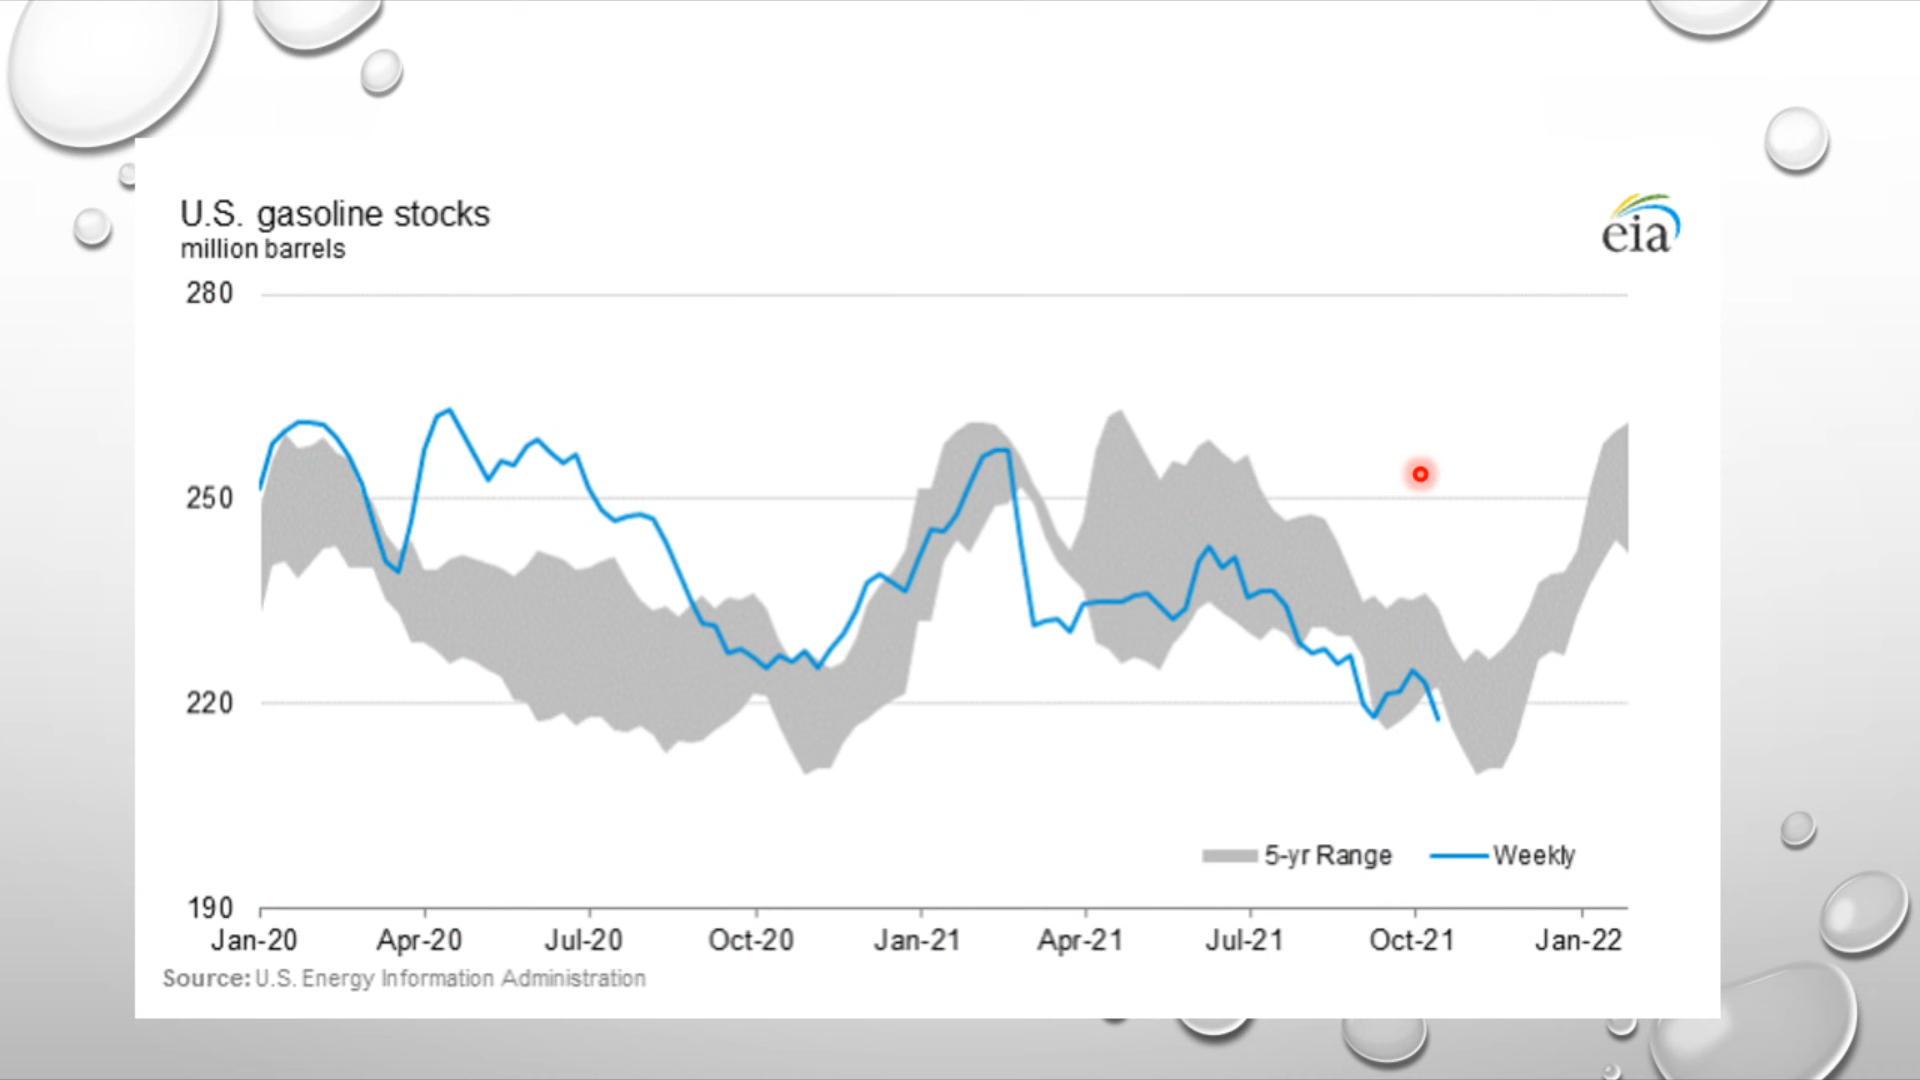 U.S. gasoline stocks
million barrels
eia
280
250
220
190
5-yr Range Weekly
Jan-20 Apr-20 Jul-20 Oct-20 Jan-21 Apr-21 Jul-21 Oct-21 Jan-22
Source: U.S. Energy Information Administration